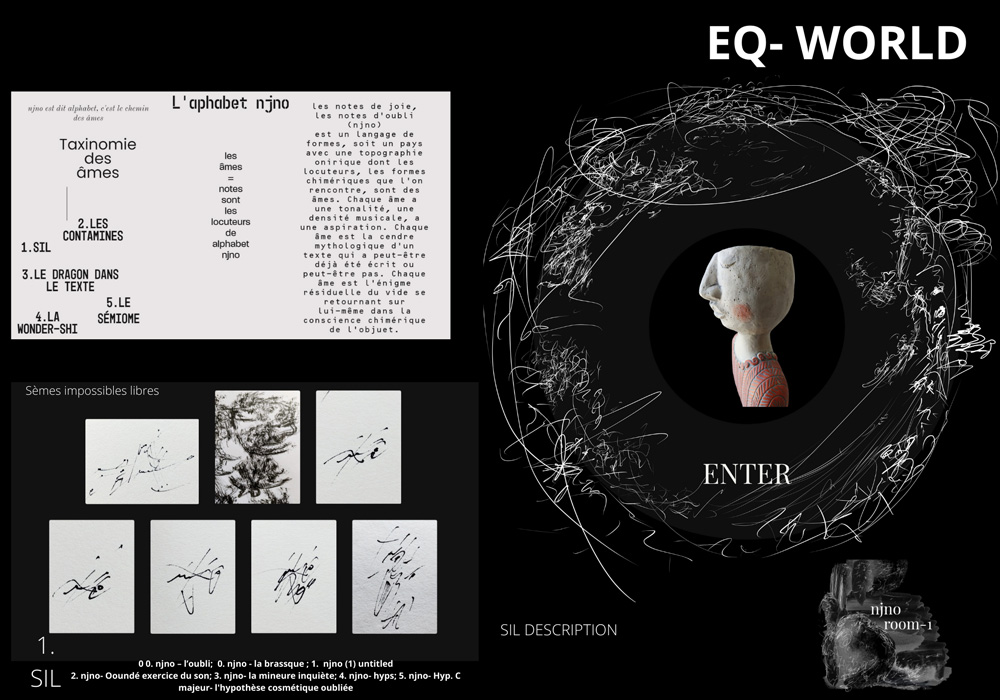 EQ- WORLD
njno est dit alphabet, c'est le chemin
des âmes
L'aphabet njno
Taxinomie
des
âmes
1.SIL
2.LES
CONTAMINES
3.LE DRAGON DANS
LE TEXTE
4.LA
WONDER-SHI
5.LE
SÉMIOME
les
âmes
=
notes
sont
les
locuteurs
de
alphabet
njno
les notes de joie,
les notes d'oubli
(njno)
est un langage de
formes, soit un pays
avec une topographie
onirique dont les
locuteurs, les formes
chimériques que l'on
rencontre, sont des
âmes. Chaque âme a
une tonalité, une
densité musicale, a
une aspiration. Chaque
âme est la cendre
mythologique d'un
texte qui a peut-être
déjà été écrit ou
peut-être pas. Chaque
âme est l'énigme
résiduelle du vide se
retournant sur
lui-même dans la
conscience chimérique
de l'objuet.
Sèmes impossibles libres
1.
SIL
0 0. njno – l'oubli; 0. njno - la brassque ; 1. njno (1) untitled
2. njno- Ooundé exercice du son; 3. njno- la mineure inquiète; 4. njno- hyps; 5. njno- Hyp. C
majeur- l'hypothèse cosmétique oubliée
ENTER
SIL DESCRIPTION
njno
room-1